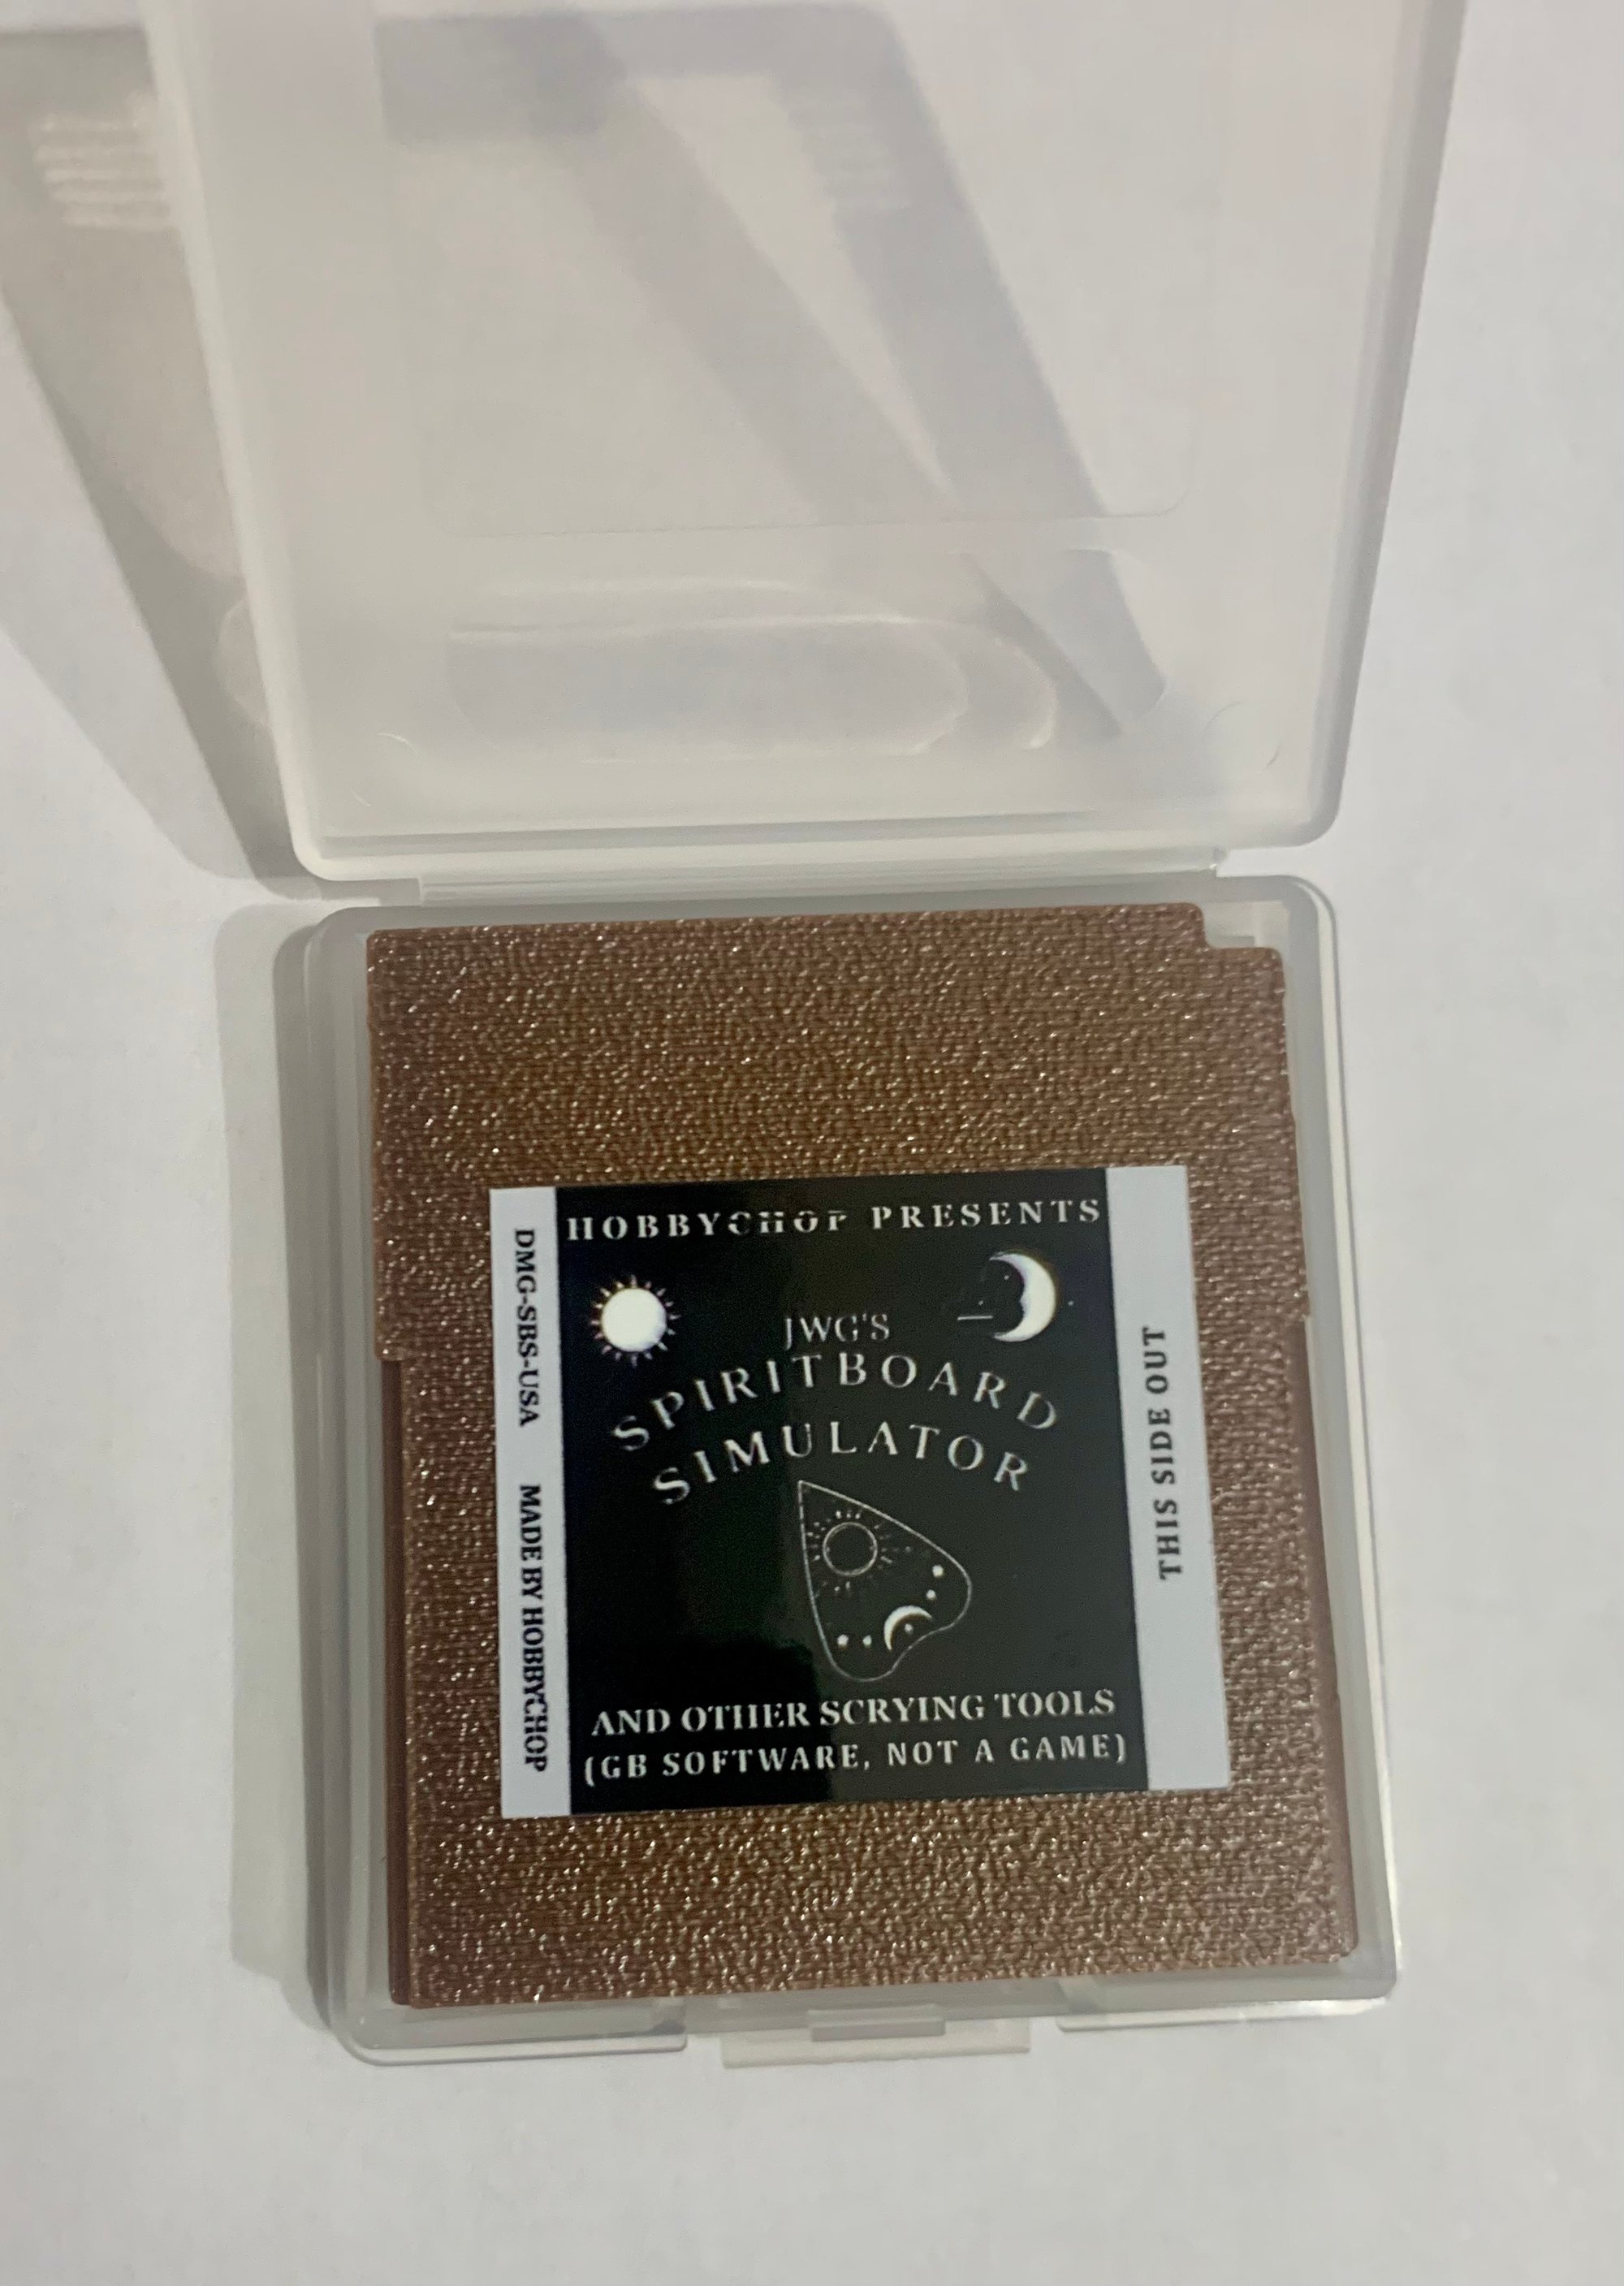 HOBBYCHOP PRESENTS
JWG'S
SPIRITBOARD
SIMULATOR
AND OTHER SCRYING TOOLS
(GB SOFTWARE, NOT A GAME)
DMG-SBS-USA MADE BY HOBBYCHOP
THIS SIDE OUT